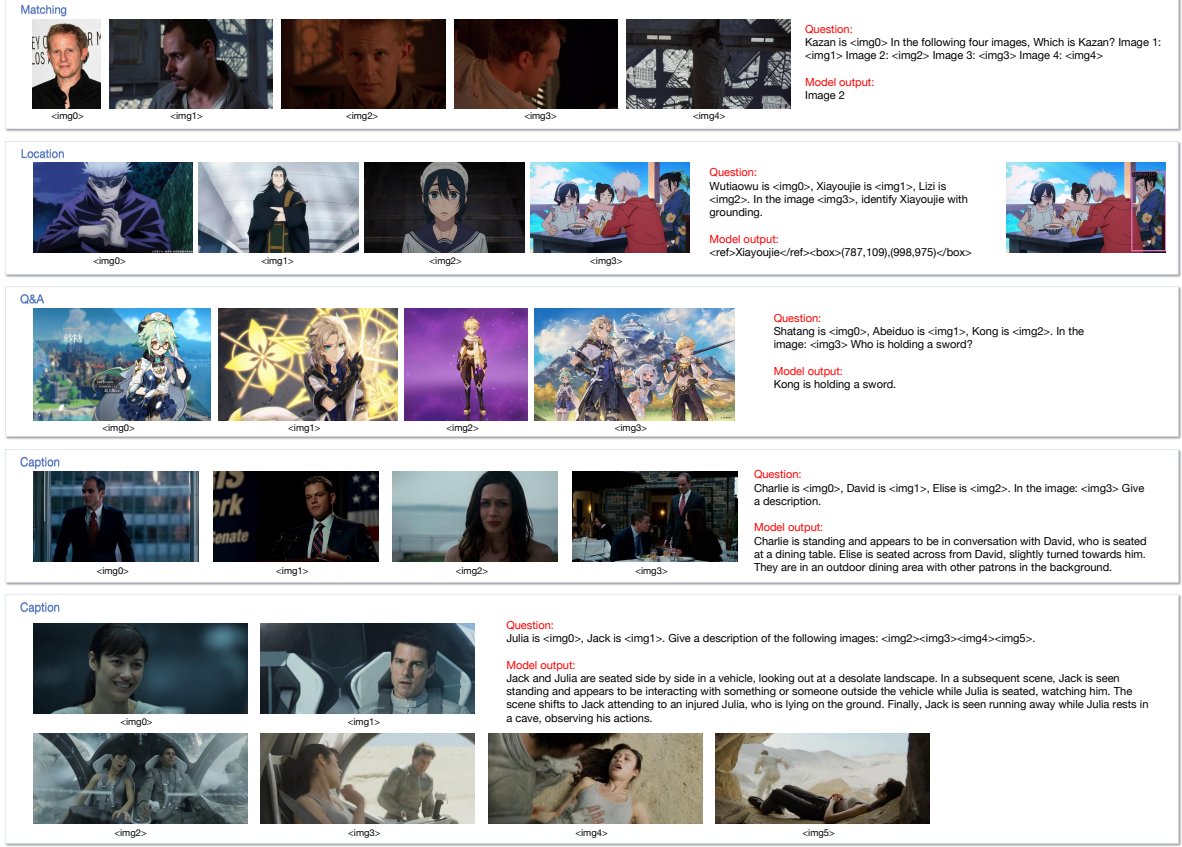 Matching
EY O
LOS
<img0>
<img1>
<img2>
<img3>
<img4>
Question:
Kazan is <img0> In the following four images, Which is Kazan? Image 1:
<img1> Image 2: <img2> Image 3: <img3> Image 4: <img4>
Model output:
Image 2
Location
<img0>
<img1>
<img2>
<img3>
Question:
Wutiaowu is <img0>, Xiayoujie is <img1>, Lizi is
<img2>. In the image <img3>, identify Xiayoujie with
grounding.
Model output:
<ref>Xiayoujie</ref><box>(787,109),(998,975)</box>
Q&A
<img0>
<img1>
<img2>
<img3>
Question:
Shatang is <img0>, Abeiduo is <img1>, Kong is <img2>. In the
image: <img3> Who is holding a sword?
Model output:
Kong is holding a sword.
Caption
ork
Senate
<img0>
<img1>
<img2>
<img3>
Question:
Charlie is <img0>, David is <img1>, Elise is <img2>. In the image: <img3> Give
a description.
Model output:
Charlie is standing and appears to be in conversation with David, who is seated
at a dining table. Elise is seated across from David, slightly turned towards him.
They are in an outdoor dining area with other patrons in the background.
Caption
<img0>
<img1>
Question:
Julia is <img0>, Jack is <img1>. Give a description of the following images: <img2><img3><img4><img5>.
Model output:
Jack and Julia are seated side by side in a vehicle, looking out at a desolate landscape. In a subsequent scene, Jack is seen
standing and appears to be interacting with something or someone outside the vehicle while Julia is seated, watching him. The
scene shifts to Jack attending to an injured Julia, who is lying on the ground. Finally, Jack is seen running away while Julia rests in
a cave, observing his actions.
<img2>
<img3>
<img4>
<img5>